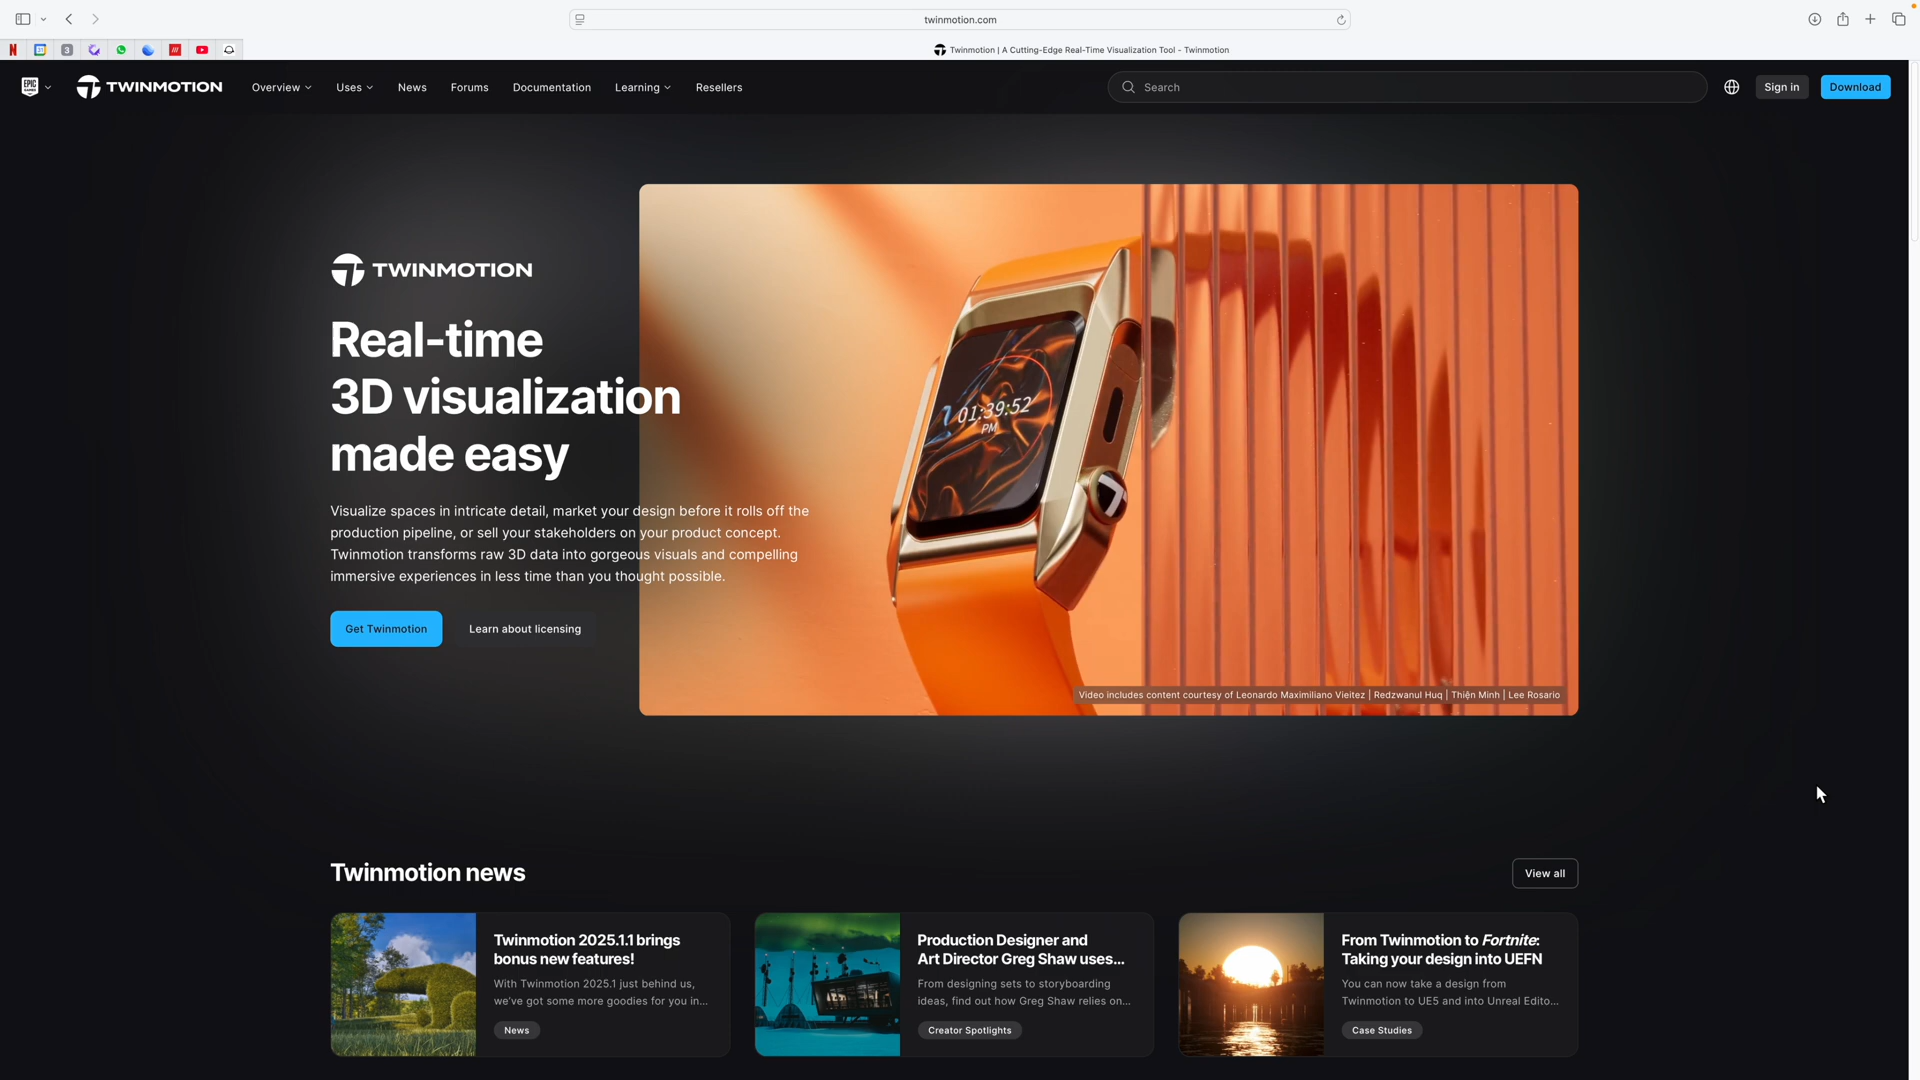 twinmotion.com
Twinmotion | A Cutting-Edge Real-Time Visualization Tool - Twinmotion
EPIC GAMES
TWINMOTION
Overview
Uses
News
Forums
Documentation
Learning
Resellers
Search
Sign in
Download
TWINMOTION
Real-time
3D visualization
made easy
Visualize spaces in intricate detail, market your design before it rolls off the
production pipeline, or sell your stakeholders on your product concept.
Twinmotion transforms raw 3D data into gorgeous visuals and compelling
immersive experiences in less time than you thought possible.
Get Twinmotion
Learn about licensing
01:39:52
PM
Video includes content courtesy of Leonardo Maximiliano Vieitez | Redzwanul Huq | Thiện Minh | Lee Rosario
Twinmotion news
View all
Twinmotion 2025.1.1 brings
bonus new features!
With Twinmotion 2025.1 just behind us,
we've got some more goodies for you in...
News
Production Designer and
Art Director Greg Shaw uses...
From designing sets to storyboarding
ideas, find out how Greg Shaw relies on...
Creator Spotlights
From Twinmotion to Fortnite:
Taking your design into UEFN
You can now take a design from
Twinmotion to UE5 and into Unreal Edito...
Case Studies